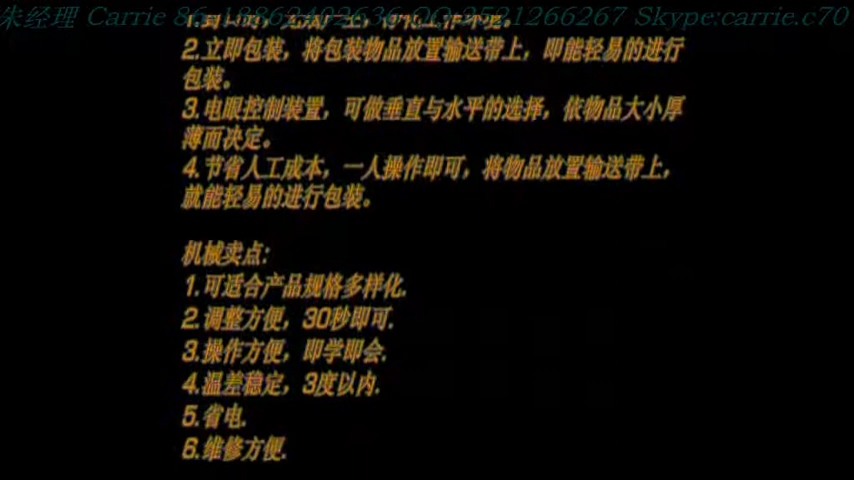 朱经理 Carrie 86-18862492636 QQ:2521266267 Skype:carrie.c70
2.立即包装，将包装物品放置输送带上，即能轻易的进行
包装。
3.电眼控制装置，可做垂直与水平的选择，依物品大小厚
薄而决定。
4.节省人工成本，一人操作即可，将物品放置输送带上，
就能轻易的进行包装。
机械卖点:
1.可适合产品规格多样化.
2.调整方便，30秒即可.
3.操作方便，即学即会.
4.温差稳定，3度以内.
5.省电.
6.维修方便.